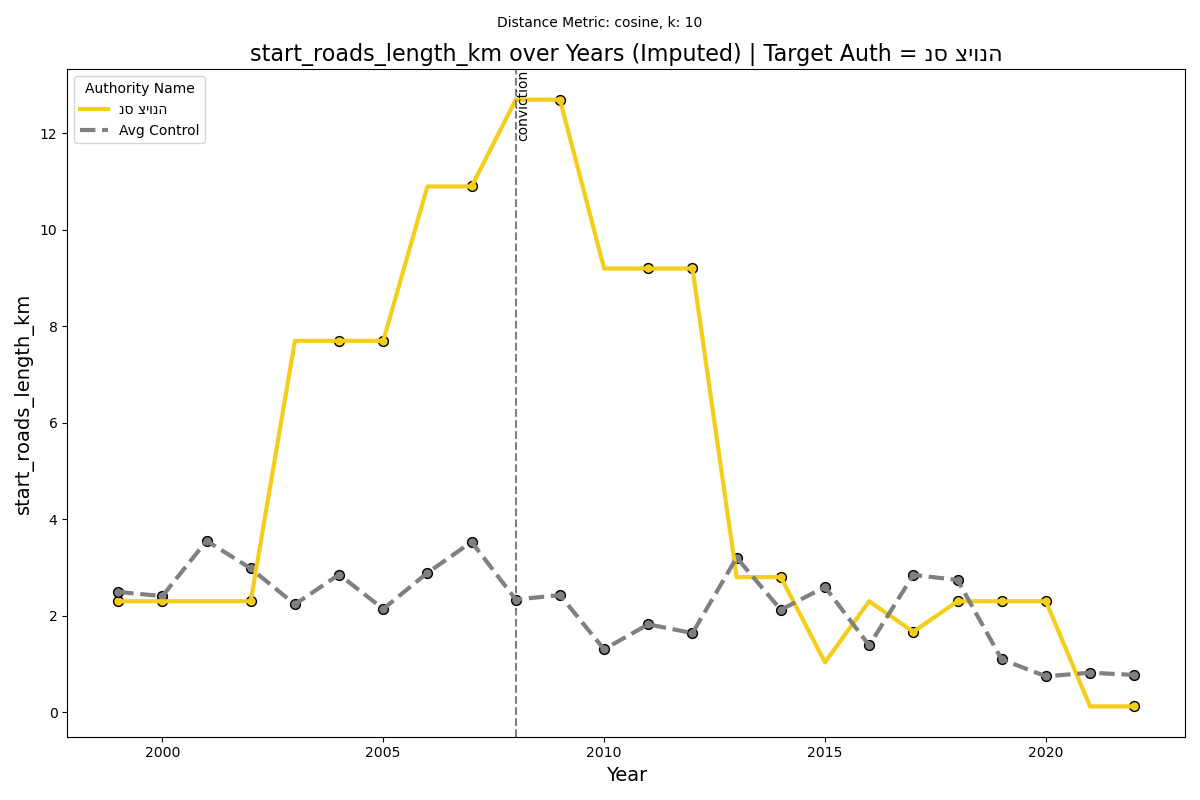 Distance Metric: cosine, k: 10
start_roads_length_km over Years (Imputed) | Target Auth = נס ציונה
Authority Name
נס ציונה
Avg Control
conviction
12
10
8
6
4
2
0
start_roads_length_km
2000
2005
2010
2015
2020
Year